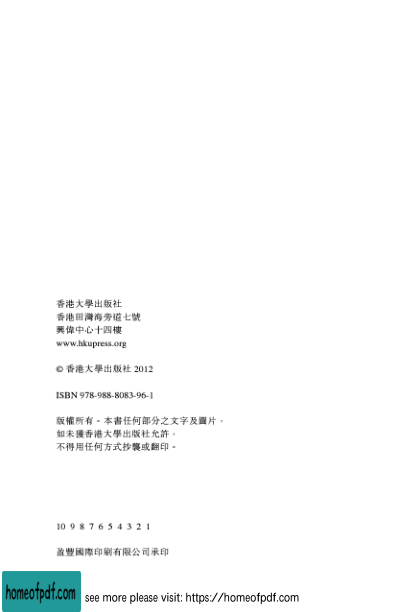 香港大學出版社
香港田灣海旁道七號
興偉中心十四樓
www.hkupress.org
© 香港大學出版社 2012
ISBN 978-988-8083-96-1
版權所有。本書任何部分之文字及圖片，
如未獲香港大學出版社允許，
不得用任何方式抄襲或翻印。
10 9 8 7 6 5 4 3 2 1
盈豐國際印刷有限公司承印
homeofpdf.com see more please visit: https://homeofpdf.com